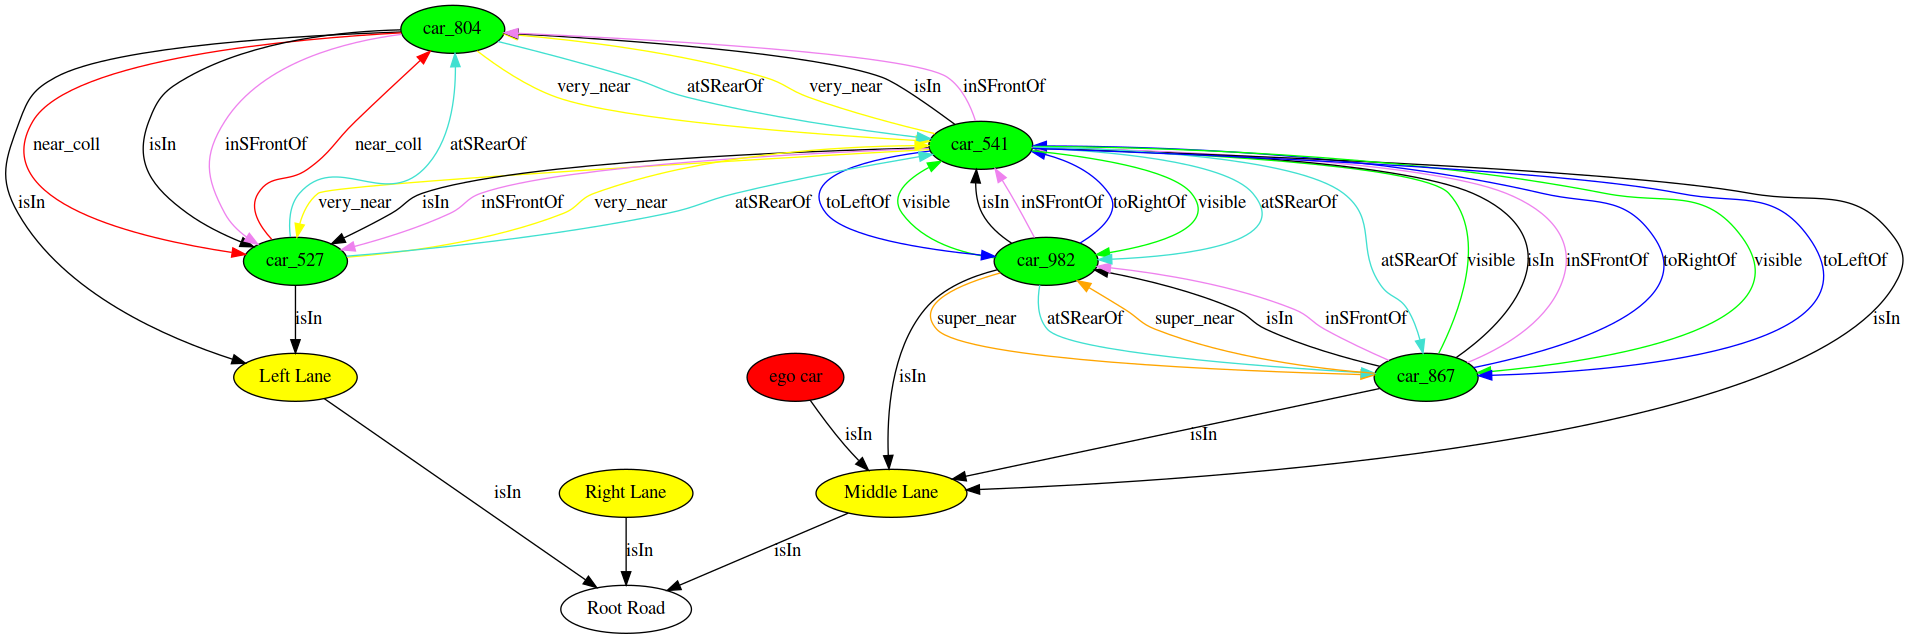 car_804
very_near
atSRearOf
very_near
isIn
inSFrontOf
near_coll
isIn
inSFrontOf
near_coll
atSRearOf
car_541
isIn
very_near
isIn
inSFrontOf
very_near
atSRearOf
toLeftOf
visible
isIn
inSFrontOf
toRightOf
visible
atSRearOf
car_527
car_982
atSRearOf
visible
isIn
inSFrontOf
toRightOf
visible
toLeftOf
isIn
super_near
atSRearOf
super_near
isIn
inSFrontOf
isIn
Left Lane
ego car
isIn
car_867
isIn
isIn
isIn
Right Lane
Middle Lane
isIn
isIn
Root Road